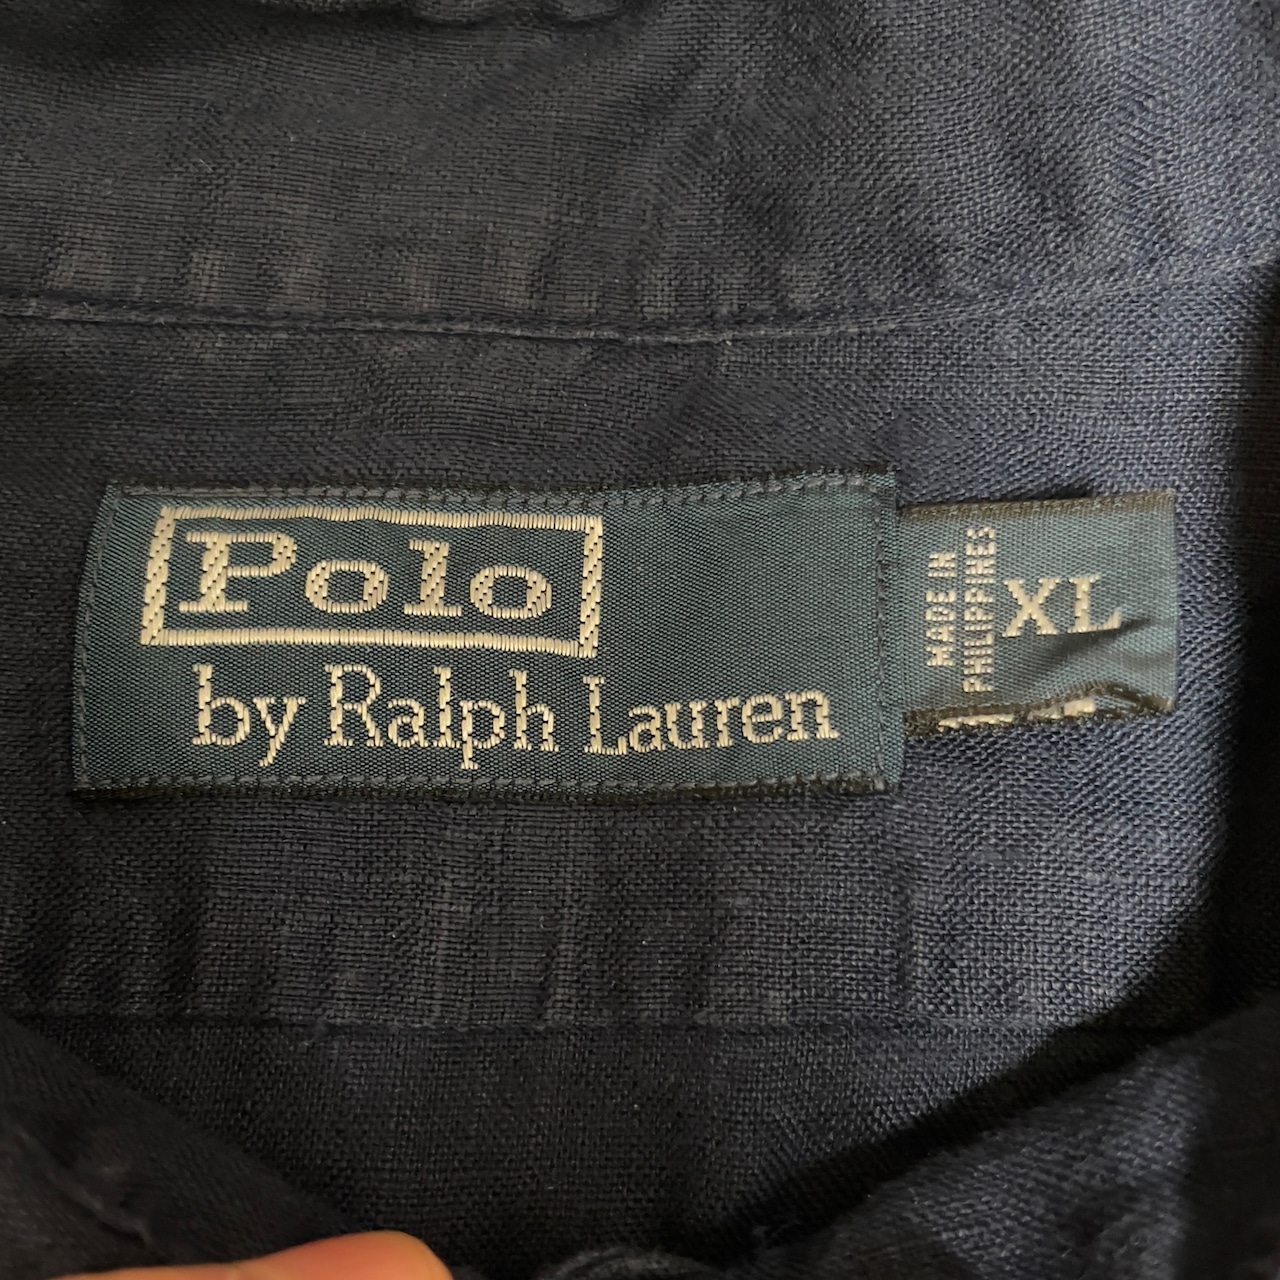 Polo
by Ralph Lauren
MADE IN
PHILIPPINES
XL